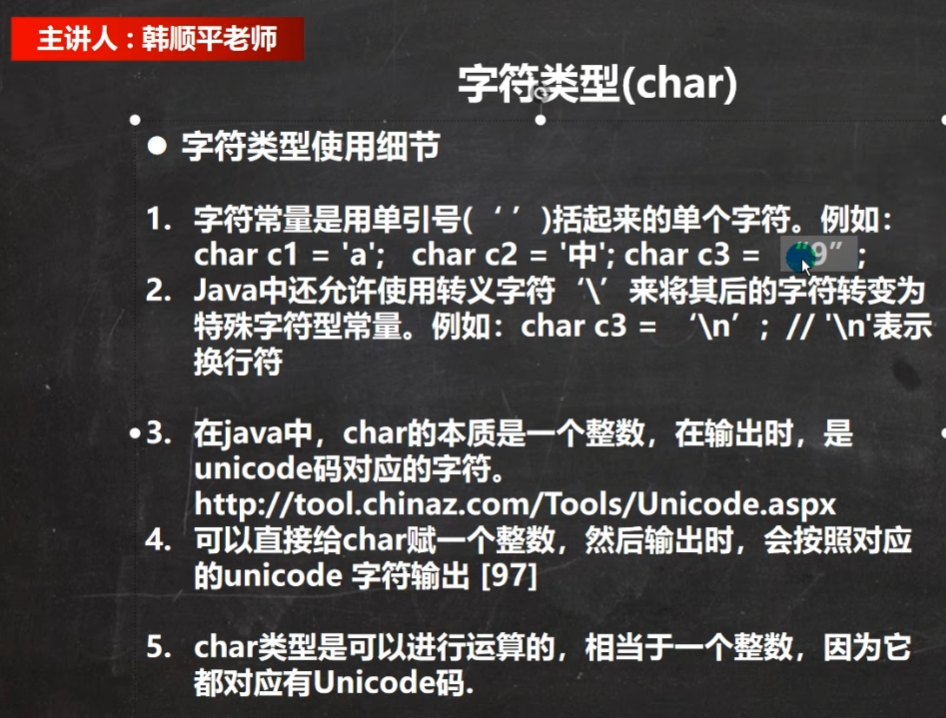 主讲人：韩顺平老师
字符类型(char)
● 字符类型使用细节
1. 字符常量是用单引号(‘ ’)括起来的单个字符。例如：
char c1 = 'a'; char c2 = '中'; char c3 = “9” ;
2. Java中还允许使用转义字符‘\’来将其后的字符转变为
特殊字符型常量。例如：char c3 = ‘\n’ ; // '\n'表示
换行符
3. 在java中，char的本质是一个整数，在输出时，是
unicode码对应的字符。
http://tool.chinaz.com/Tools/Unicode.aspx
4. 可以直接给char赋一个整数，然后输出时，会按照对应
的unicode 字符输出 [97]
5. char类型是可以进行运算的，相当于一个整数，因为它
都对应有Unicode码.